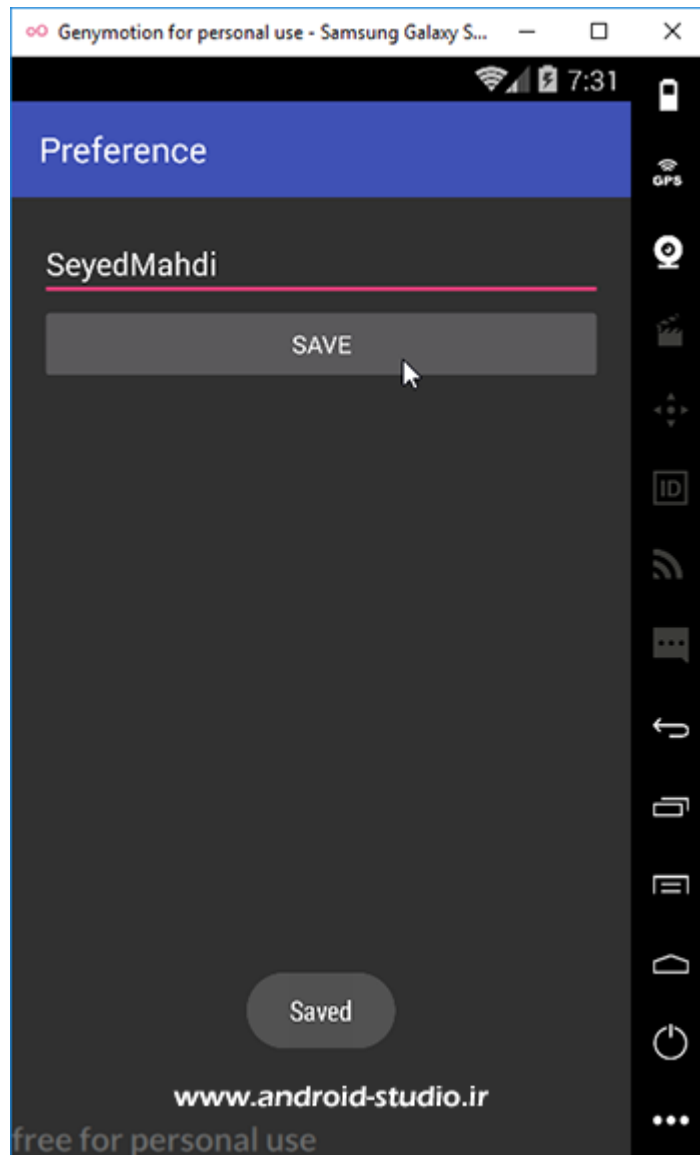 Genymotion for personal use - Samsung Galaxy S...
7:31
Preference
GPS
SeyedMahdi
SAVE
ID
Saved
www.android-studio.ir
free for personal use